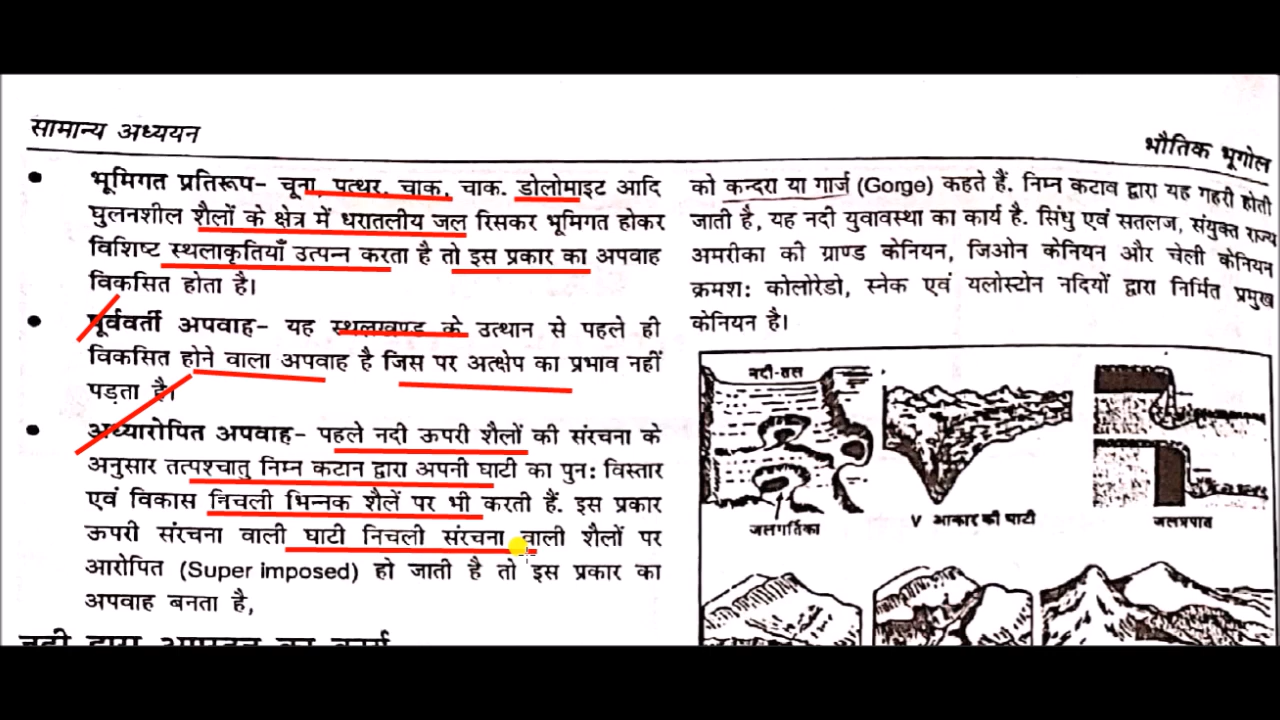 सामान्य अध्ययन
भौतिक भूगोल
• भूमिगत प्रतिरूप- चूना, पत्थर, चाक, चाक. डोलोमाइट आदि
घुलनशील शैलों के क्षेत्र में धरातलीय जल रिसकर भूमिगत होकर
विशिष्ट स्थलाकृतियाँ उत्पन्न करता है तो इस प्रकार का अपवाह
विकसित होता है।
• पूर्ववर्ती अपवाह- यह स्थलखण्ड के उत्थान से पहले ही
विकसित होने वाला अपवाह है जिस पर अत्क्षेप का प्रभाव नहीं
पड़ता है।
• अध्यारोपित अपवाह- पहले नदी ऊपरी शैलों की संरचना के
अनुसार तत्पश्चातु निम्न कटान द्वारा अपनी घाटी का पुन: विस्तार
एवं विकास निचली भिन्नक शैलें पर भी करती हैं. इस प्रकार
ऊपरी संरचना वाली घाटी निचली संरचना वाली शैलों पर
आरोपित (Super imposed) हो जाती है तो इस प्रकार का
अपवाह बनता है,
नदी द्वारा अपरदन का कार्य
को कन्दरा या गार्ज (Gorge) कहते हैं. निम्न कटाव द्वारा यह गहरी होती
जाती है, यह नदी युवावस्था का कार्य है. सिंधु एवं सतलज, संयुक्त राज्य
अमरीका की ग्राण्ड केनियन, जिओन केनियन और चेली केनियन
क्रमश: कोलोरेडो, स्नेक एवं यलोस्टोन नदियों द्वारा निर्मित प्रमुख
केनियन है।
नदी-तल
जलगर्तिका
V आकार की घाटी
जलप्रपात